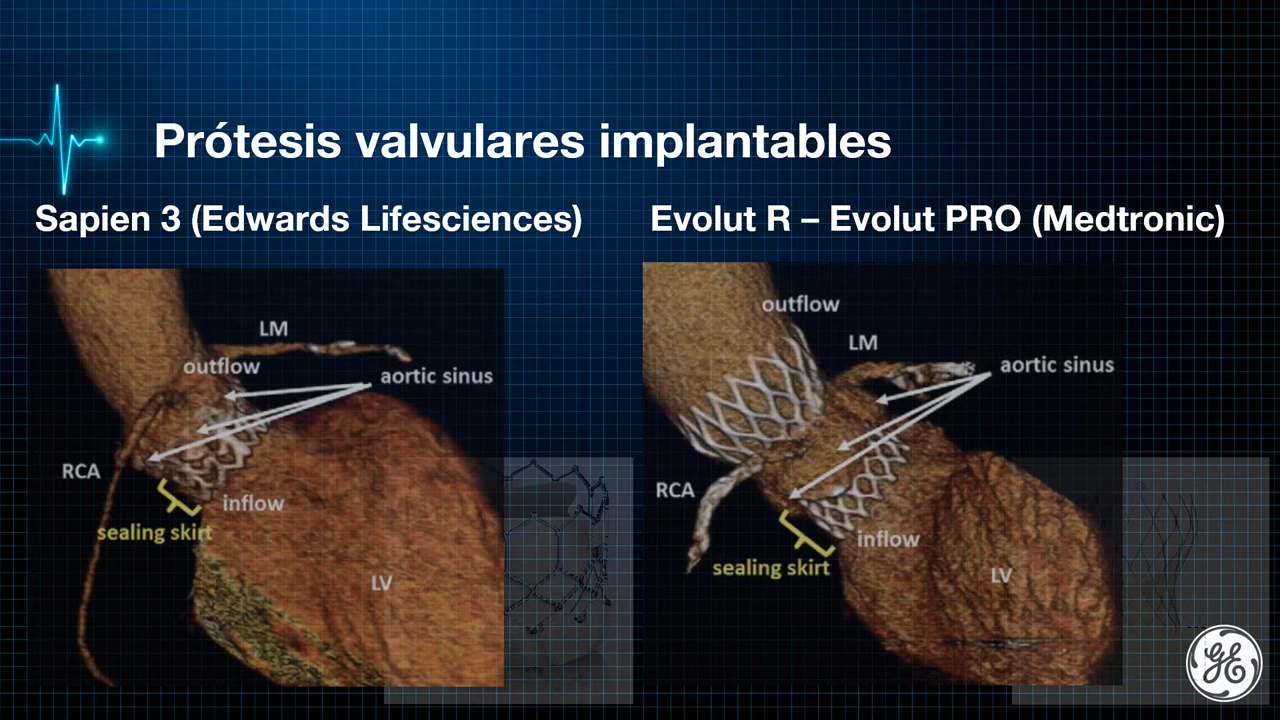 Prótesis valvulares implantables
Sapien 3 (Edwards Lifesciences)
LM
outflow
aortic sinus
RCA
inflow
sealing skirt
LV
Evolut R – Evolut PRO (Medtronic)
outflow
LM
aortic sinus
RCA
inflow
sealing skirt
LV
GE